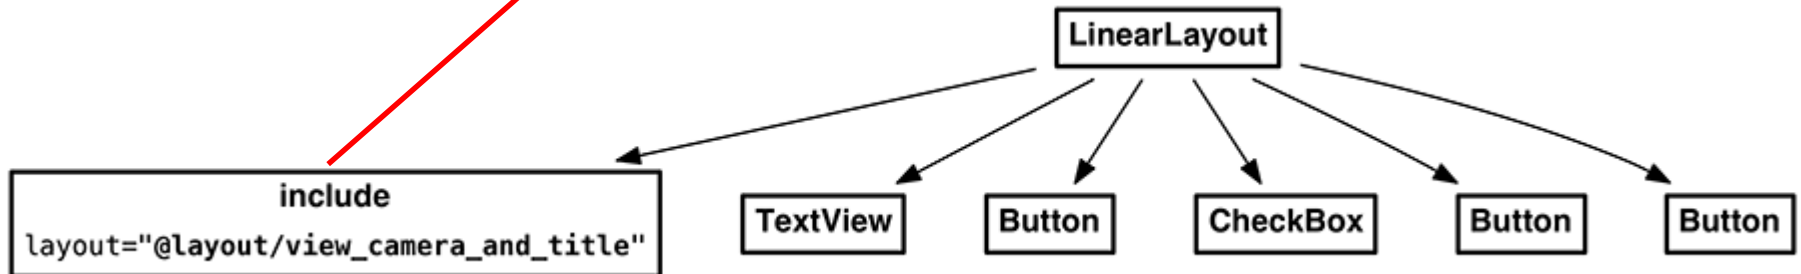 LinearLayout
include
layout="@layout/view_camera_and_title"
TextView
Button
CheckBox
Button
Button